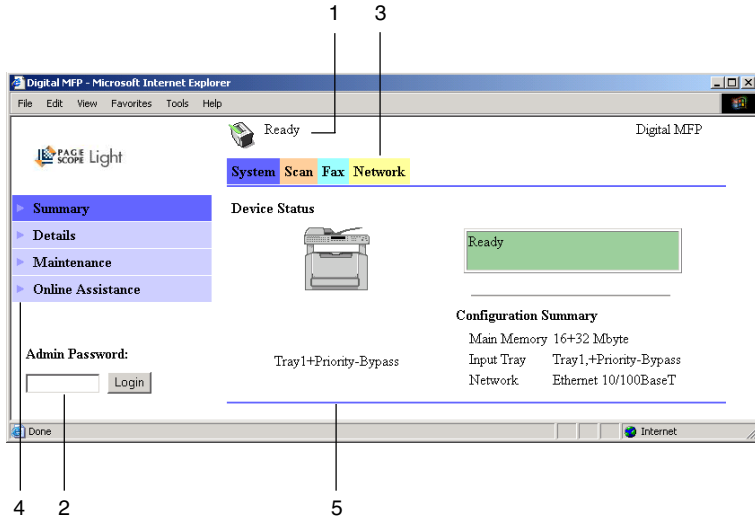 1 3
Digital MFP - Microsoft Internet Explorer
File Edit View Favorites Tools Help
Ready
Digital MFP
PAGE SCOPE Light
System Scan Fax Network
Summary
Details
Maintenance
Online Assistance
Admin Password:
Login
Device Status
Ready
Tray1+Priority-Bypass
Configuration Summary
Main Memory 16+32 Mbyte
Input Tray Tray1,+Priority-Bypass
Network Ethernet 10/100BaseT
Done
Internet
4 2 5